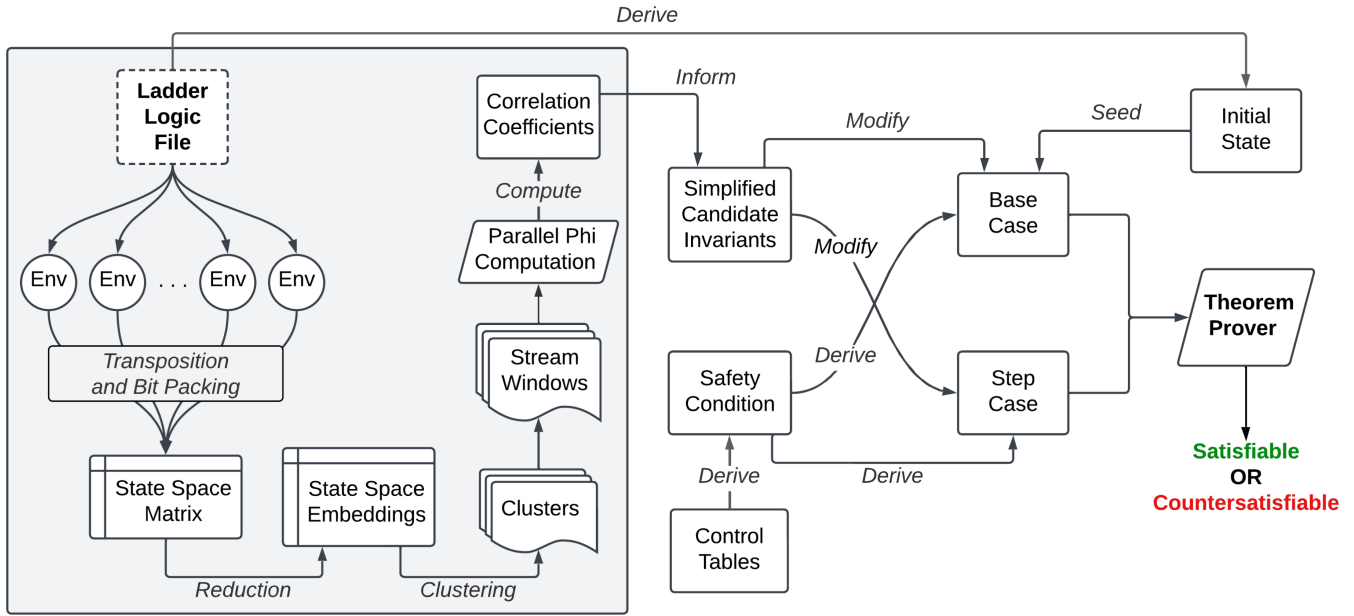 Derive
Ladder
Logic
File
Correlation
Coefficients
Inform
Initial
State
Seed
Modify
Compute
Simplified
Candidate
Invariants
Base
Case
Parallel Phi
Computation
Modify
Env
Env
. . .
Env
Env
Theorem
Prover
Transposition
and Bit Packing
Stream
Windows
Derive
Safety
Condition
Step
Case
Satisfiable
OR
Countersatisfiable
State Space
Matrix
State Space
Embeddings
Clusters
Derive
Derive
Control
Tables
Reduction
Clustering